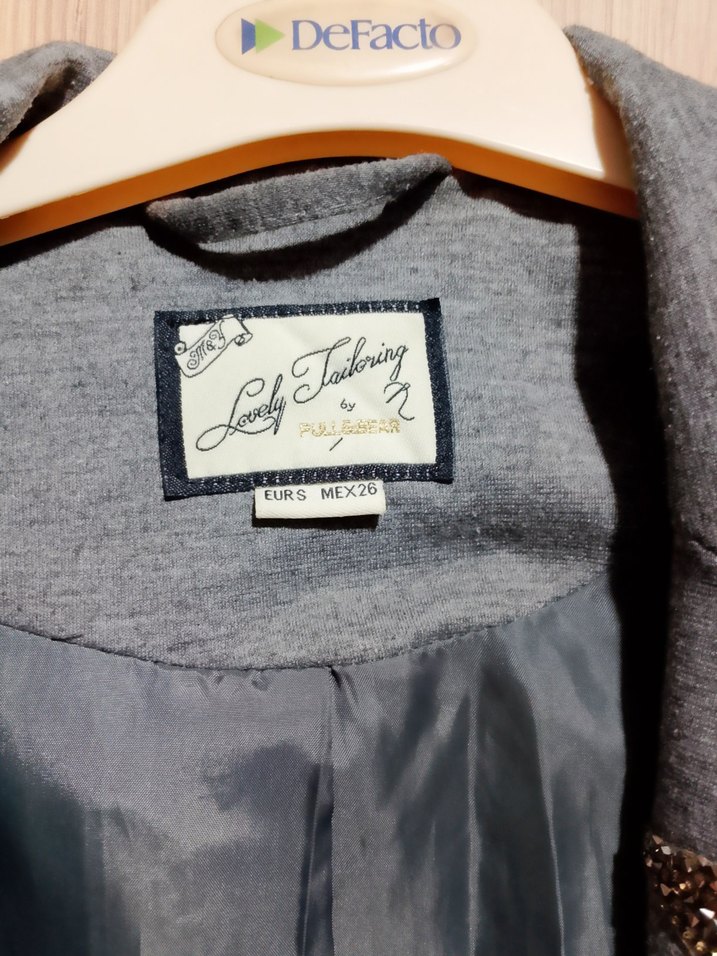 DeFacto
M&Y
Lovely Tailoring
by
PULL&BEAR
EUR S MEX 26